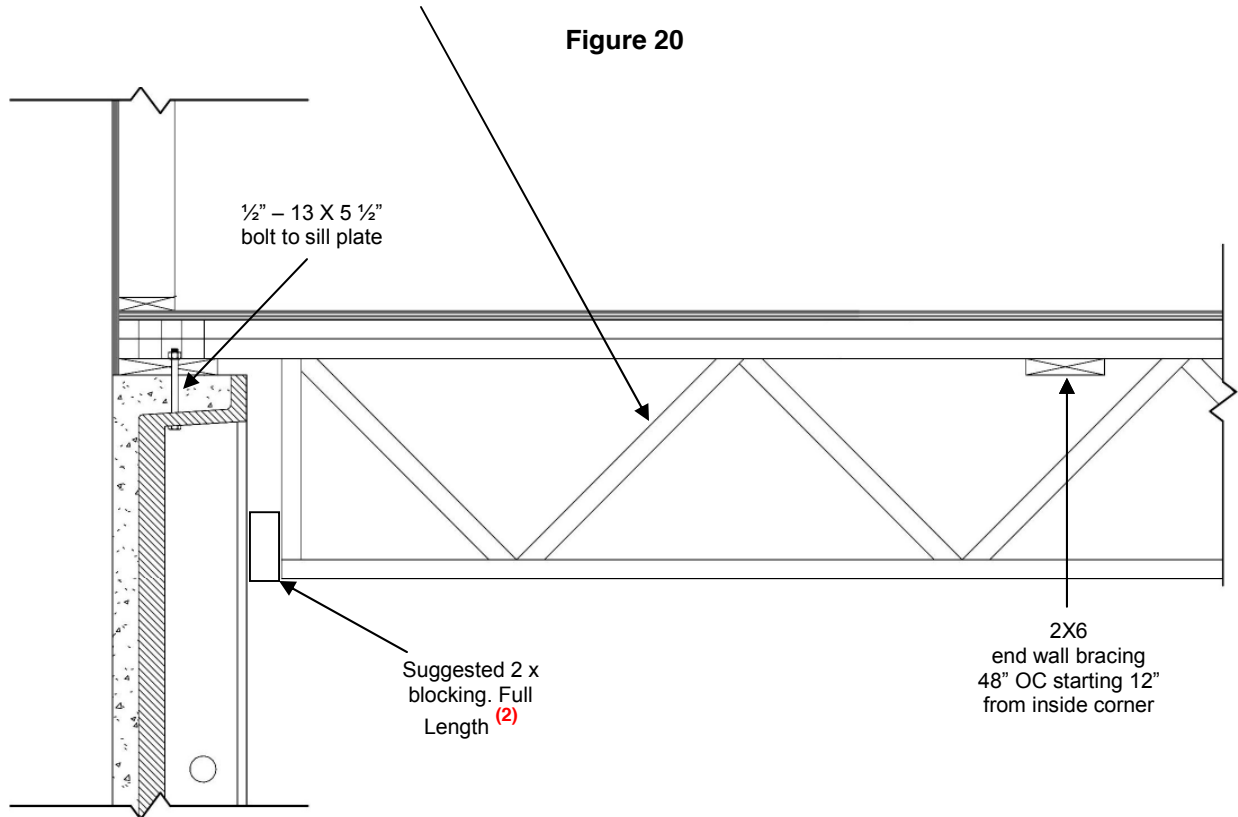 Figure 20
½” – 13 X 5 ½”
bolt to sill plate
Suggested 2 x
blocking. Full
Length (2)
2X6
end wall bracing
48” OC starting 12”
from inside corner